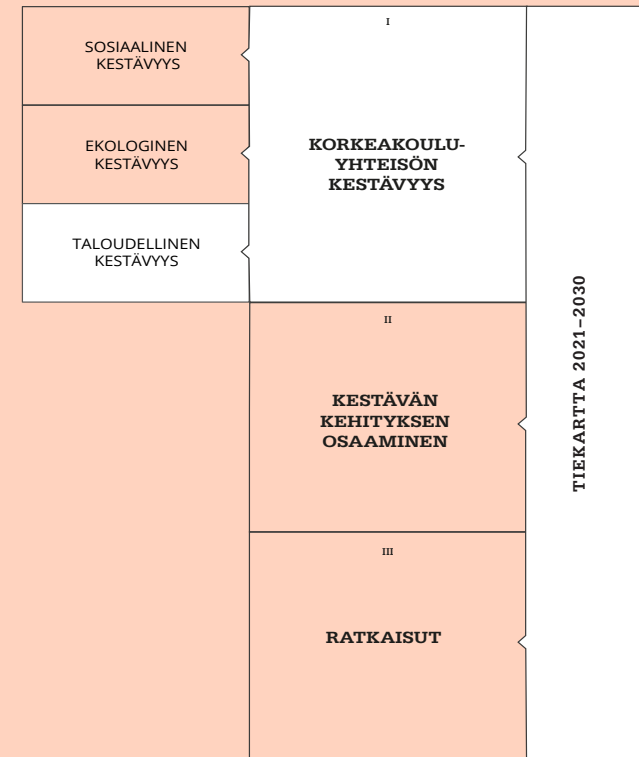 SOSIAALINEN
KESTÄVYYS
EKOLOGINEN
KESTÄVYYS
TALOUDELLINEN
KESTÄVYYS
I
KORKEAKOULU-
YHTEISÖN
KESTÄVYYS
II
KESTÄVÄN
KEHITYKSEN
OSAAMINEN
III
RATKAISUT
TIEKARTTA 2021–2030